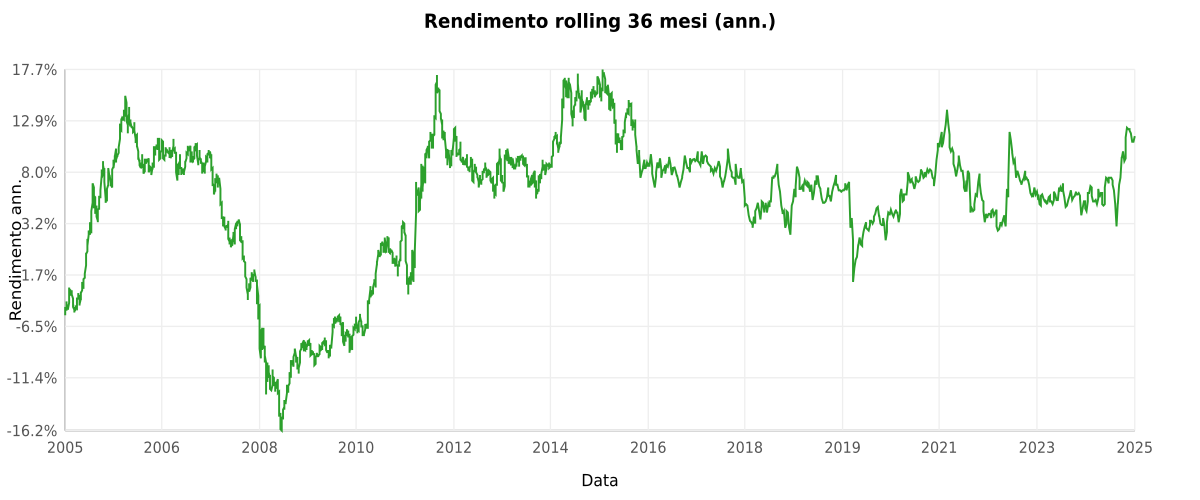 Rendimento rolling 36 mesi (ann.)
17.7%
12.9%
8.0%
3.2%
1.7%
-6.5%
-11.4%
-16.2%
Rendimento ann.
2005 2006 2008 2010 2012 2014 2016 2018 2019 2021 2023 2025
Data